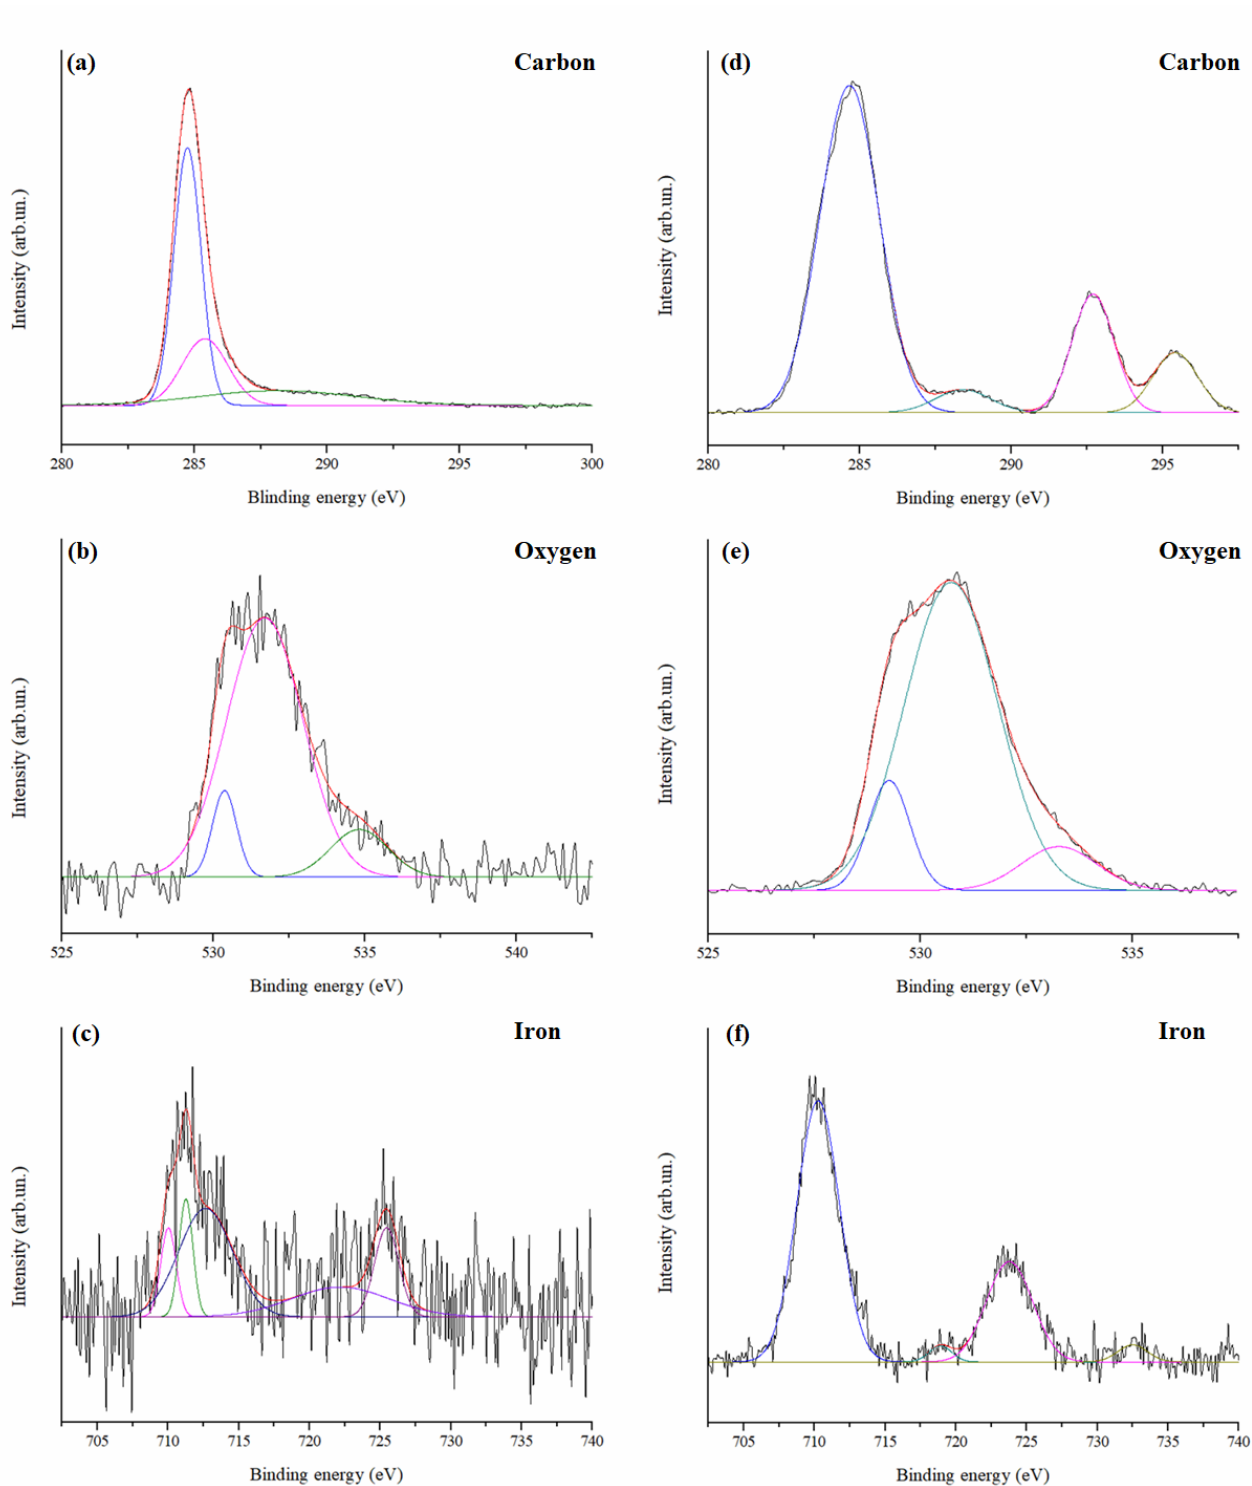 (a) Carbon
Intensity (arb.un.)
280 285 290 295 300
Blinding energy (eV)
(d) Carbon
Intensity (arb.un.)
280 285 290 295
Binding energy (eV)
(b) Oxygen
Intensity (arb.un.)
525 530 535 540
Binding energy (eV)
(e) Oxygen
Intensity (arb.un.)
525 530 535
Binding energy (eV)
(c) Iron
Intensity (arb.un.)
705 710 715 720 725 730 735 740
Binding energy (eV)
(f) Iron
Intensity (arb.un.)
705 710 715 720 725 730 735 740
Binding energy (eV)